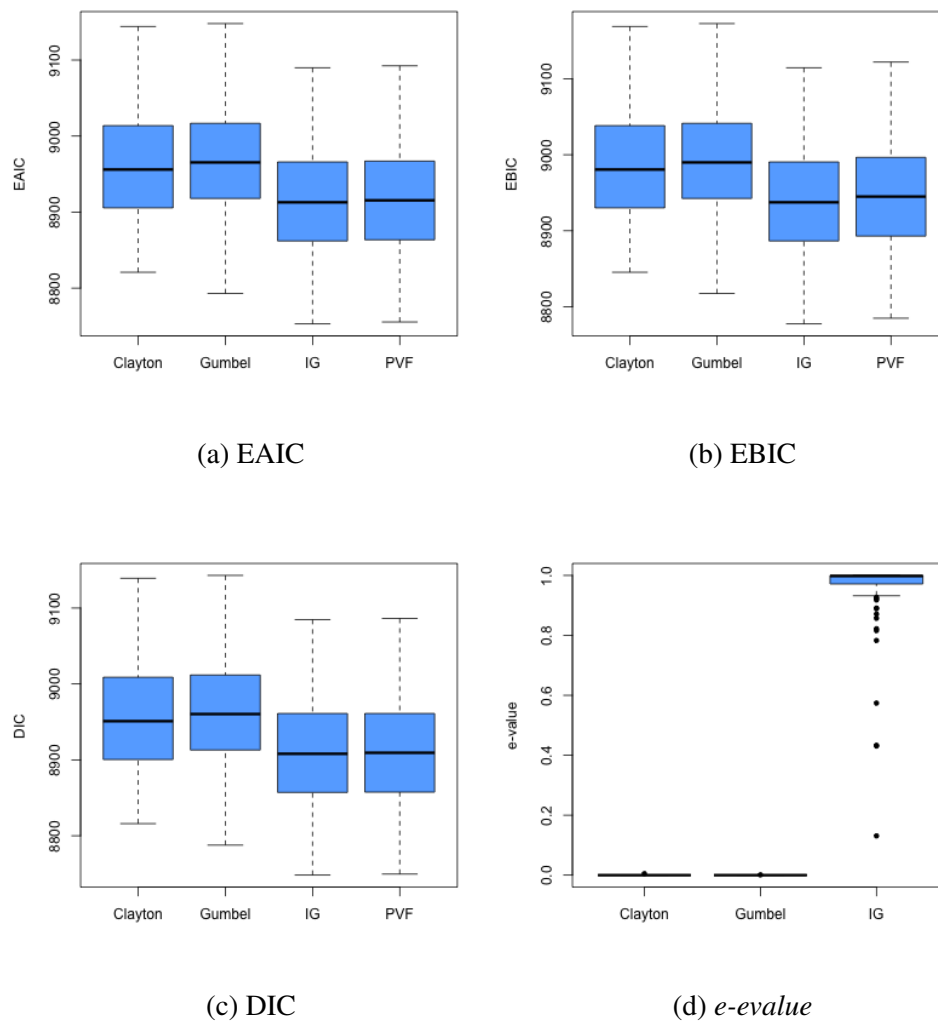 EAIC
8800 8900 9000 9100
Clayton Gumbel IG PVF
(a) EAIC
EBIC
8800 8900 9000 9100
Clayton Gumbel IG PVF
(b) EBIC
DIC
8800 8900 9000 9100
Clayton Gumbel IG PVF
(c) DIC
e-value
0.0 0.2 0.4 0.6 0.8 1.0
Clayton Gumbel IG
(d) e-evalue